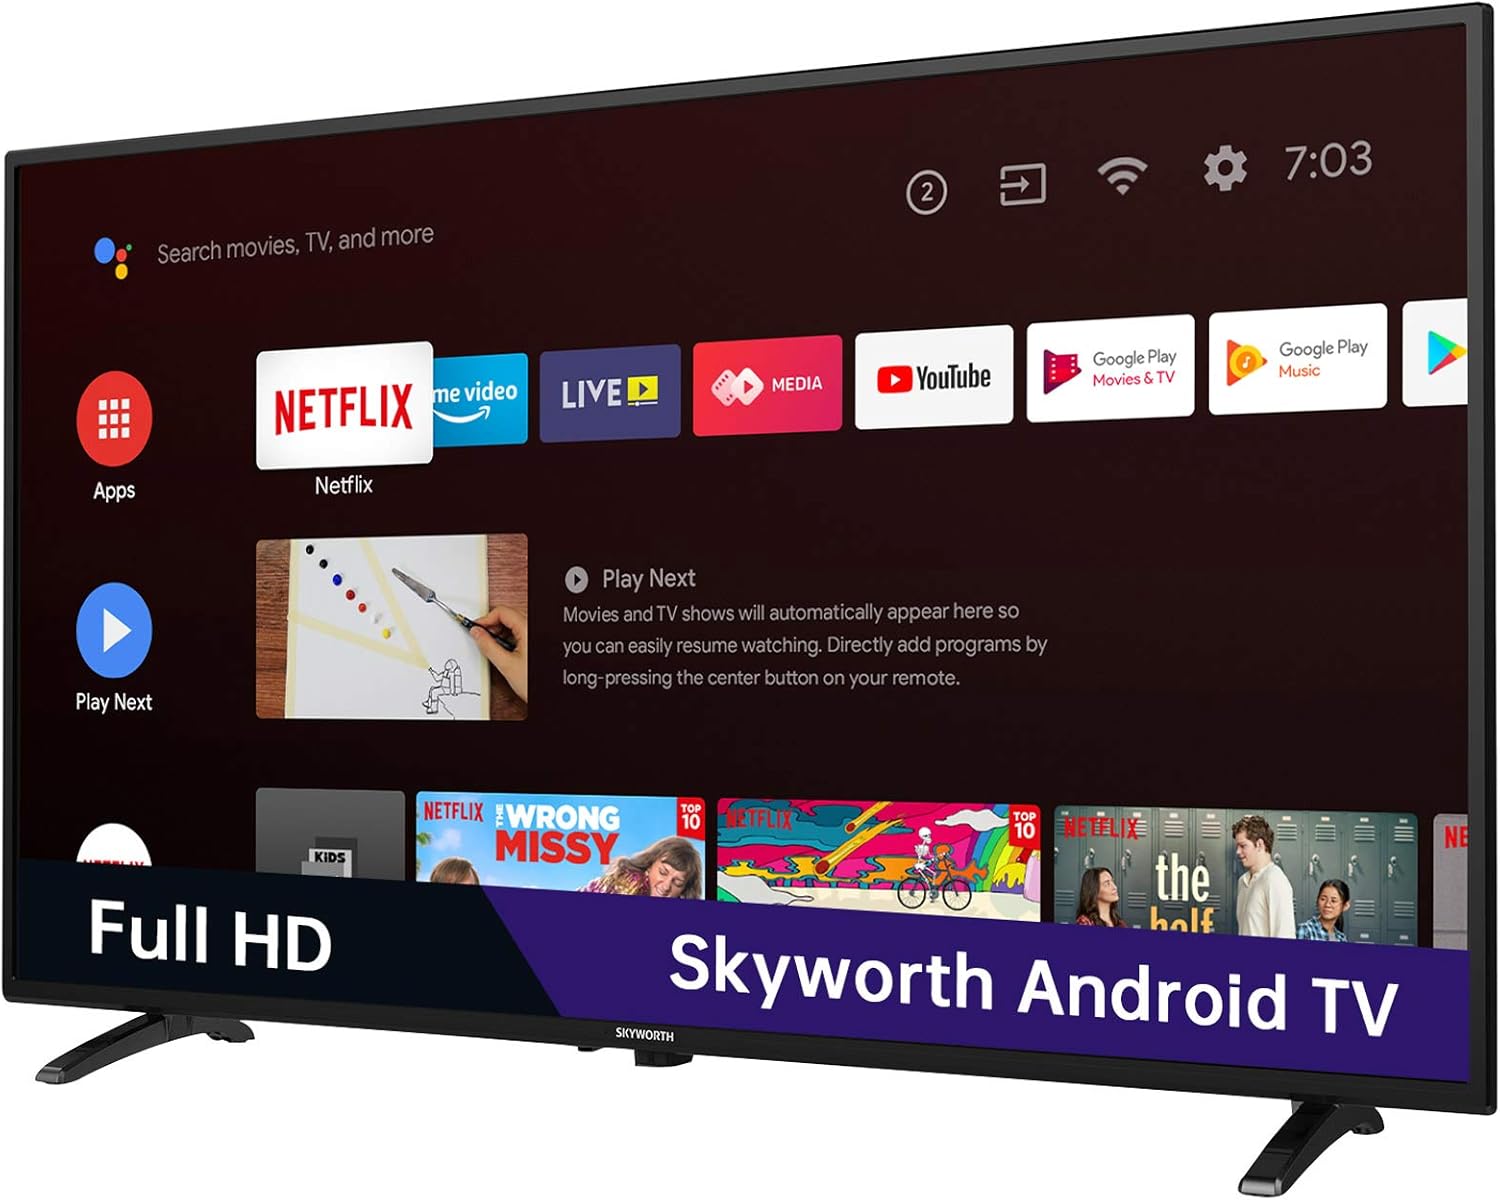 2
7:03
Search movies, TV, and more
NETFLIX
me video
LIVE
MEDIA
YouTube
Google Play
Movies & TV
Google Play
Music
Apps
Netflix
Play Next
Movies and TV shows will automatically appear here so
you can easily resume watching. Directly add programs by
long-pressing the center button on your remote.
Play Next
KIDS
NETFLIX
THE WRONG
MISSY
TOP
10
NETFLIX
TOP
10
NETFLIX
the
half
NE
NETFLIX
Full HD
Skyworth Android TV
SKYWORTH